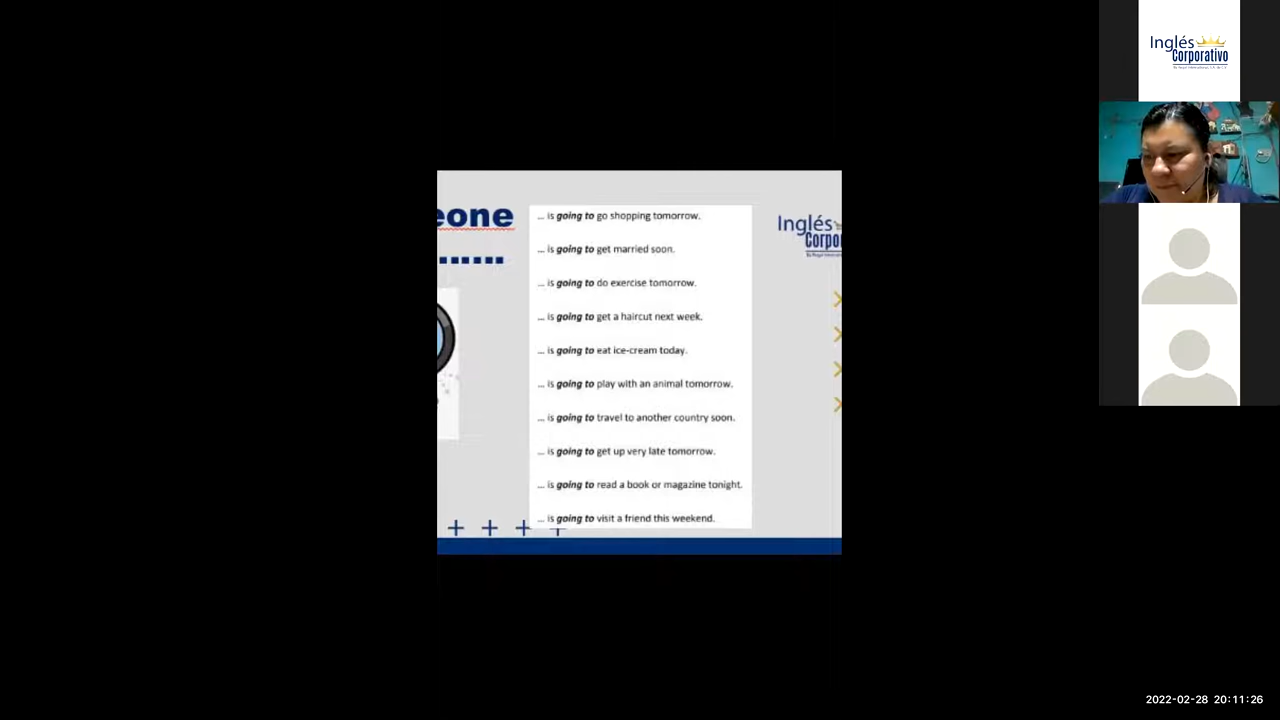 Inglés
Corporativo
eone
... is going to go shopping tomorrow.
Inglés
Corpo
... is going to get married soon.
... is going to do exercise tomorrow.
... is going to get a haircut next week.
... is going to eat ice-cream today.
... is going to play with an animal tomorrow.
... is going to travel to another country soon.
... is going to get up very late tomorrow.
... is going to read a book or magazine tonight.
... is going to visit a friend this weekend.
2022-02-28 20:11:26